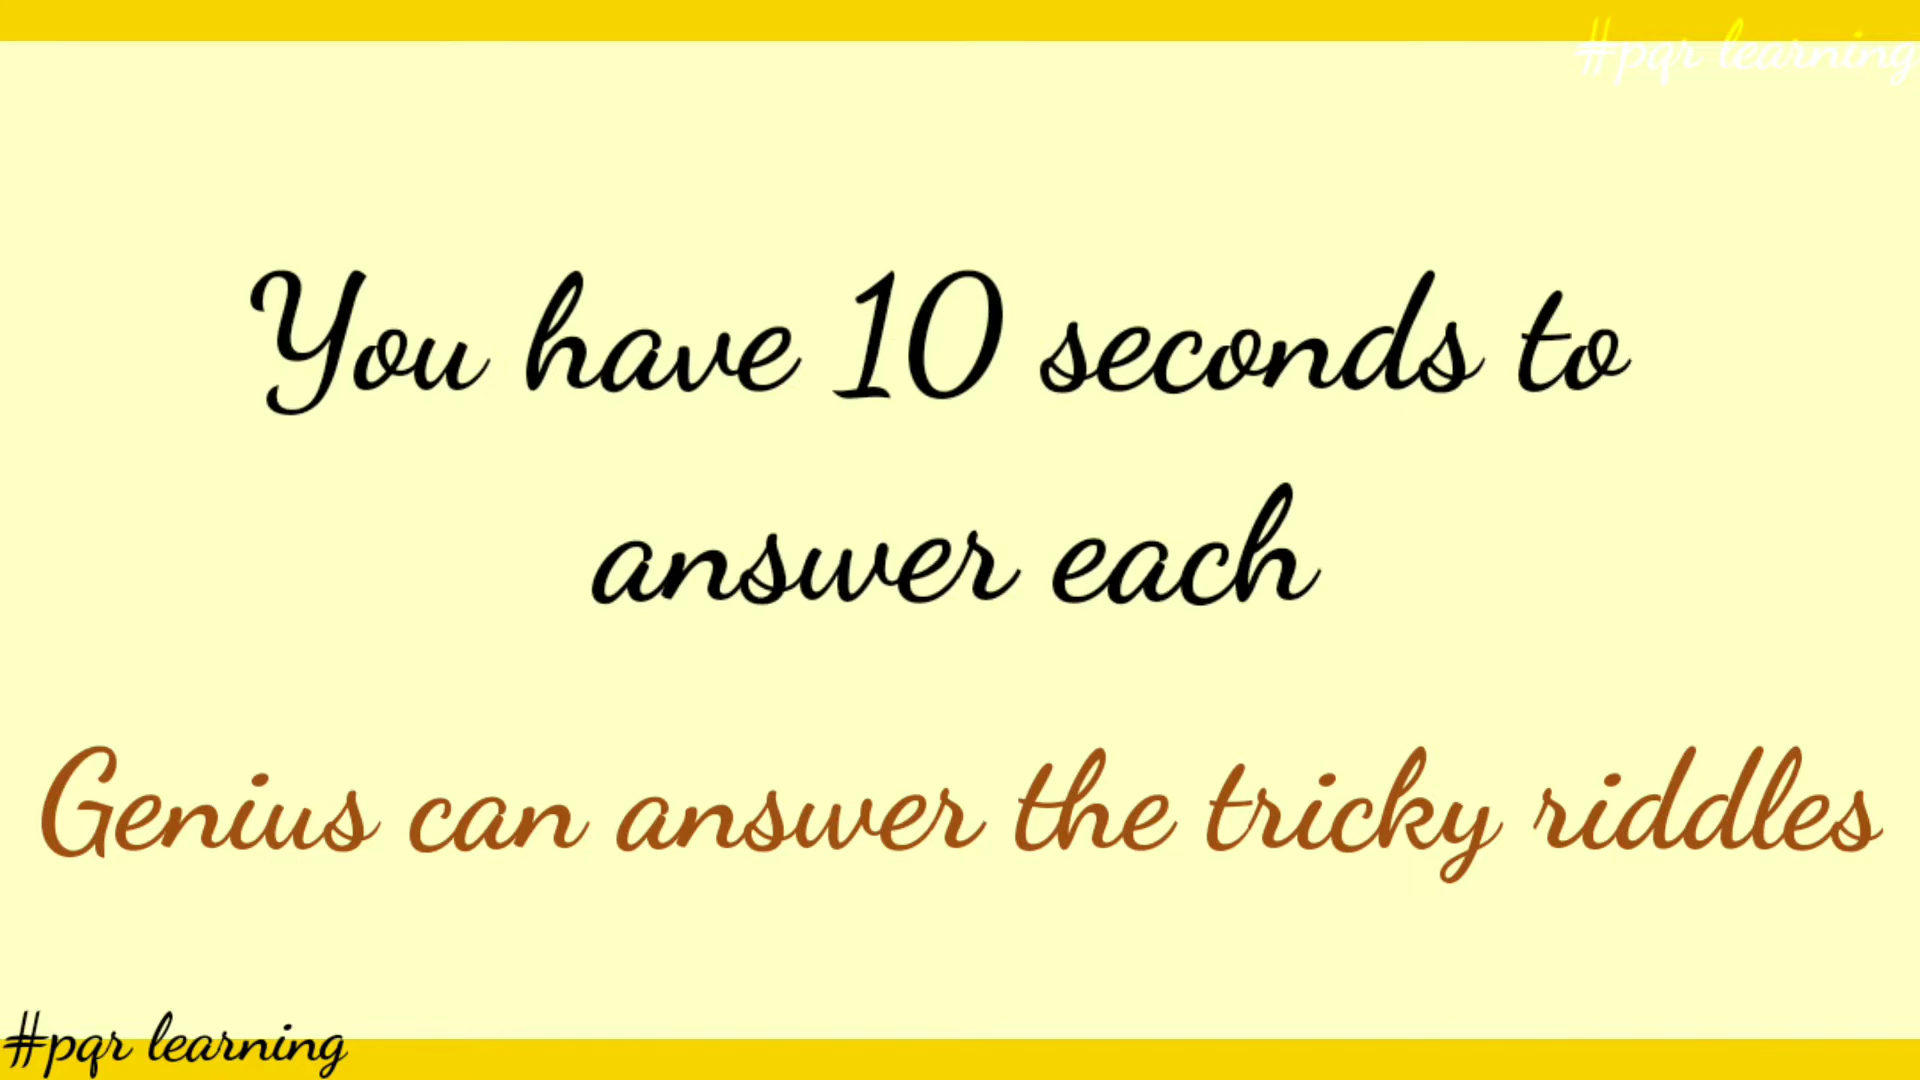 #pqr learning
You have 10 seconds to
answer each
Genius can answer the tricky riddles
#pqr learning